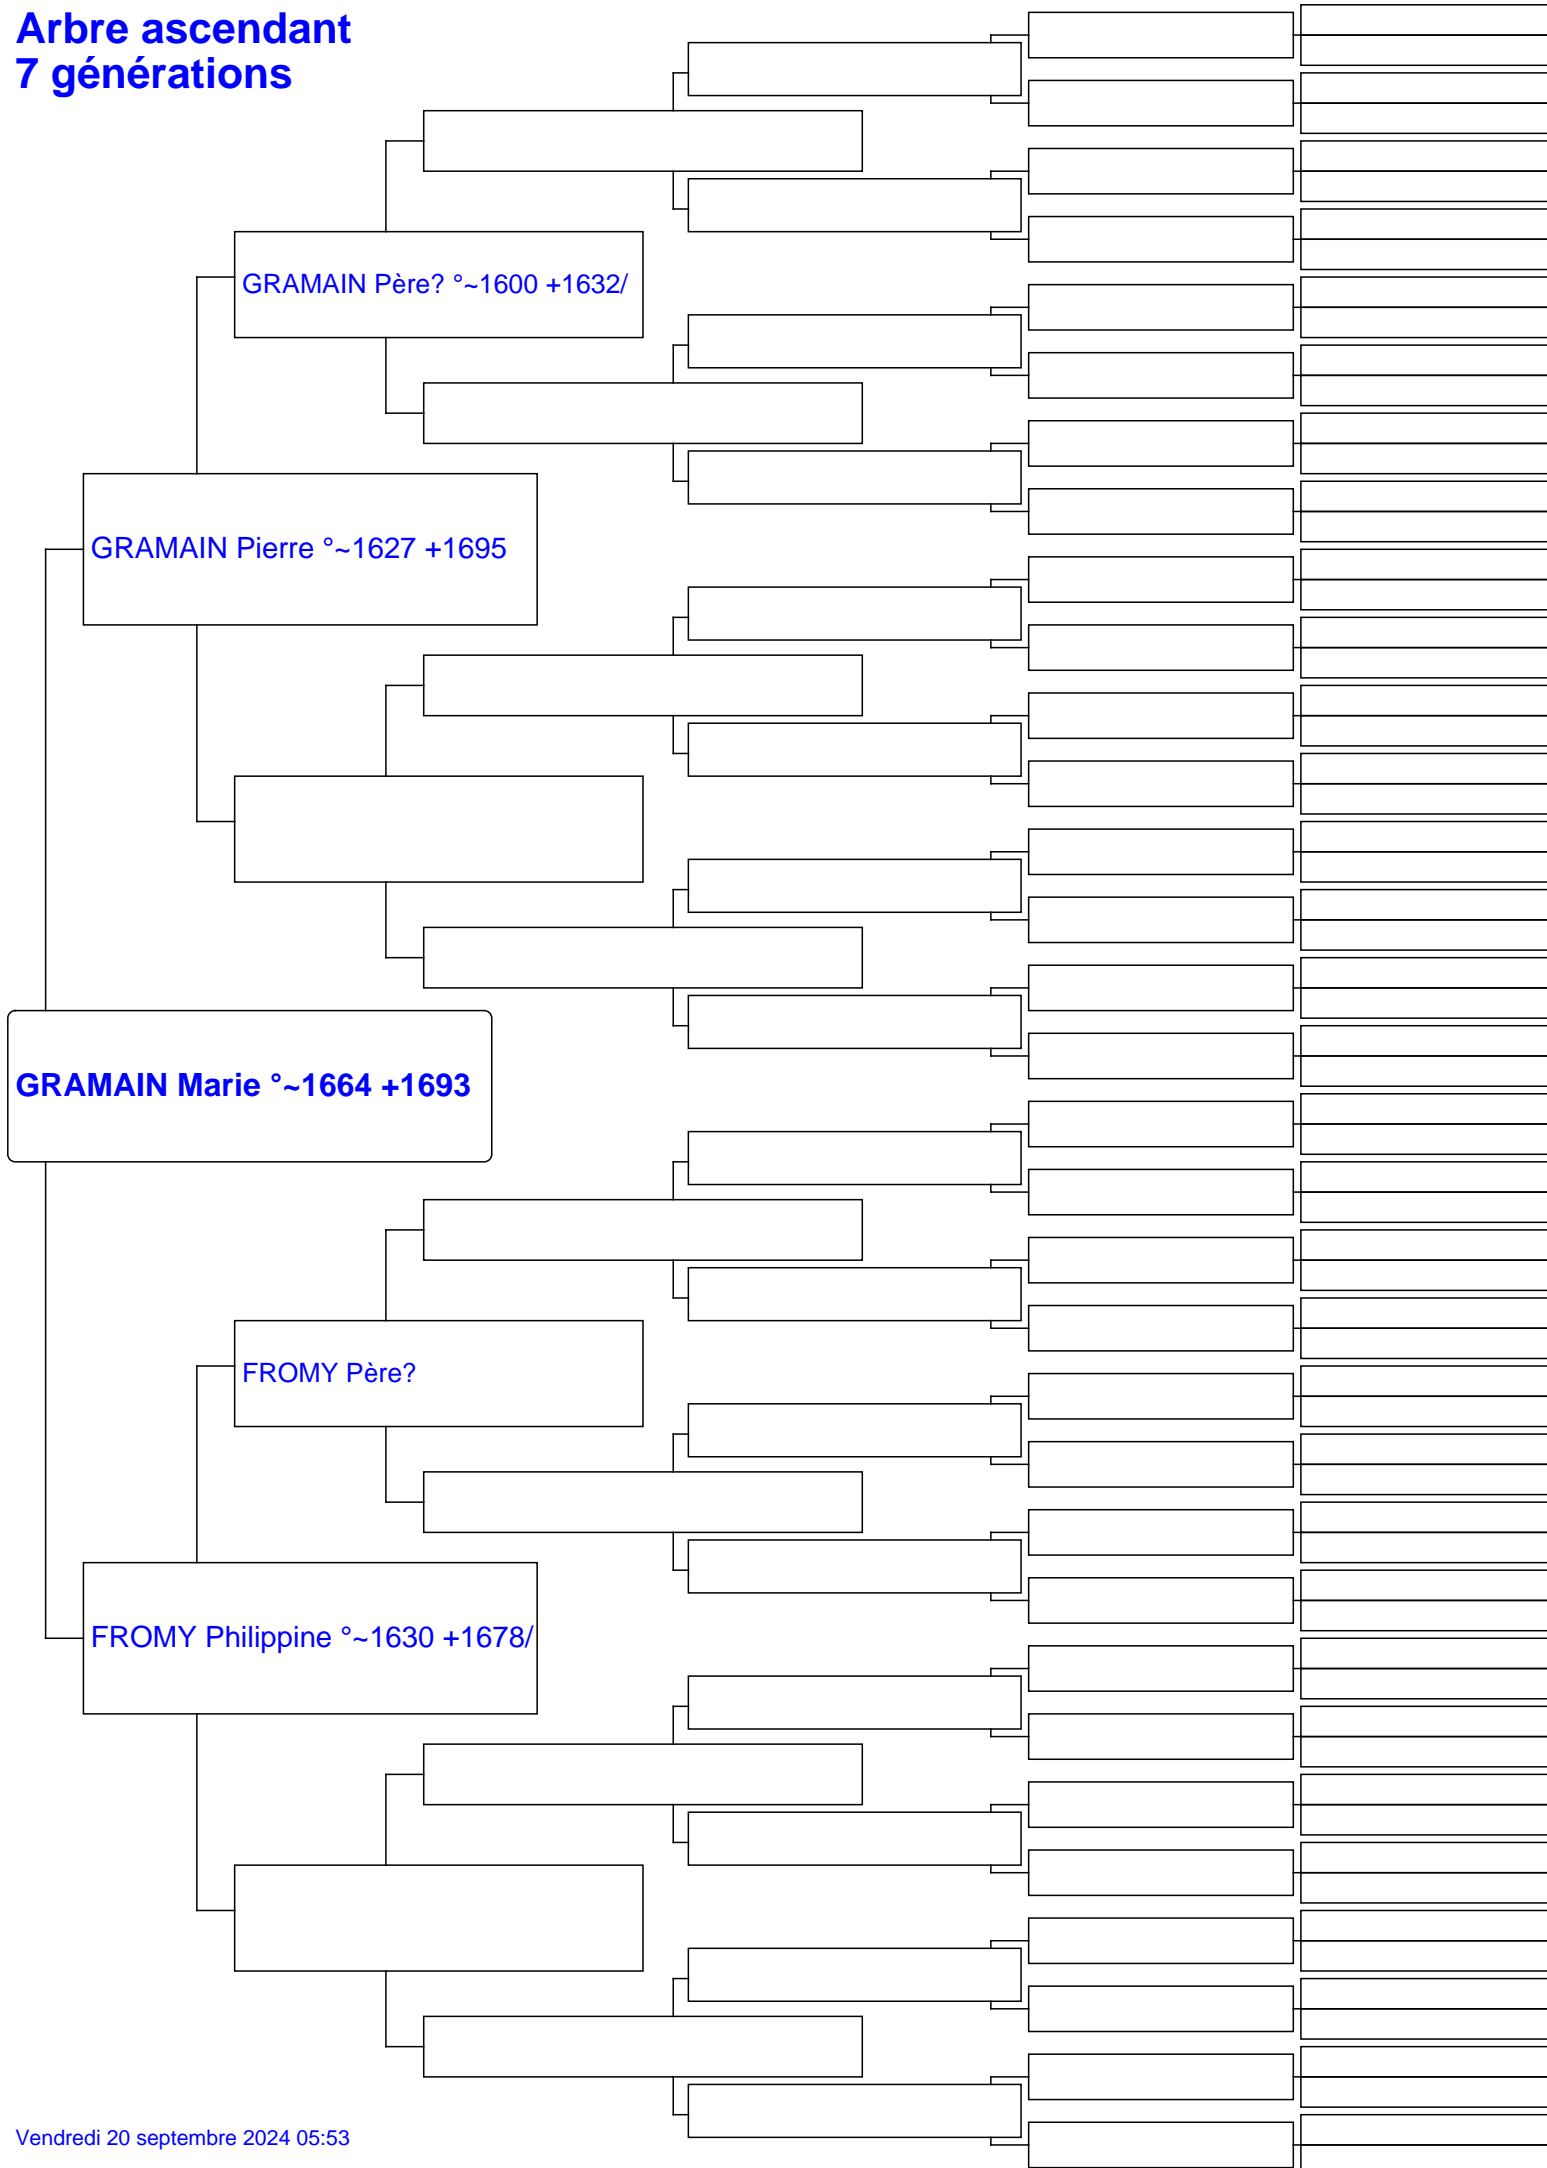 Arbre ascendant
7 générations
GRAMAIN Père? °~1600 +1632/
GRAMAIN Pierre °~1627 +1695
GRAMAIN Marie °~1664 +1693
FROMY Père?
FROMY Philippine °~1630 +1678/
Vendredi 20 septembre 2024 05:53